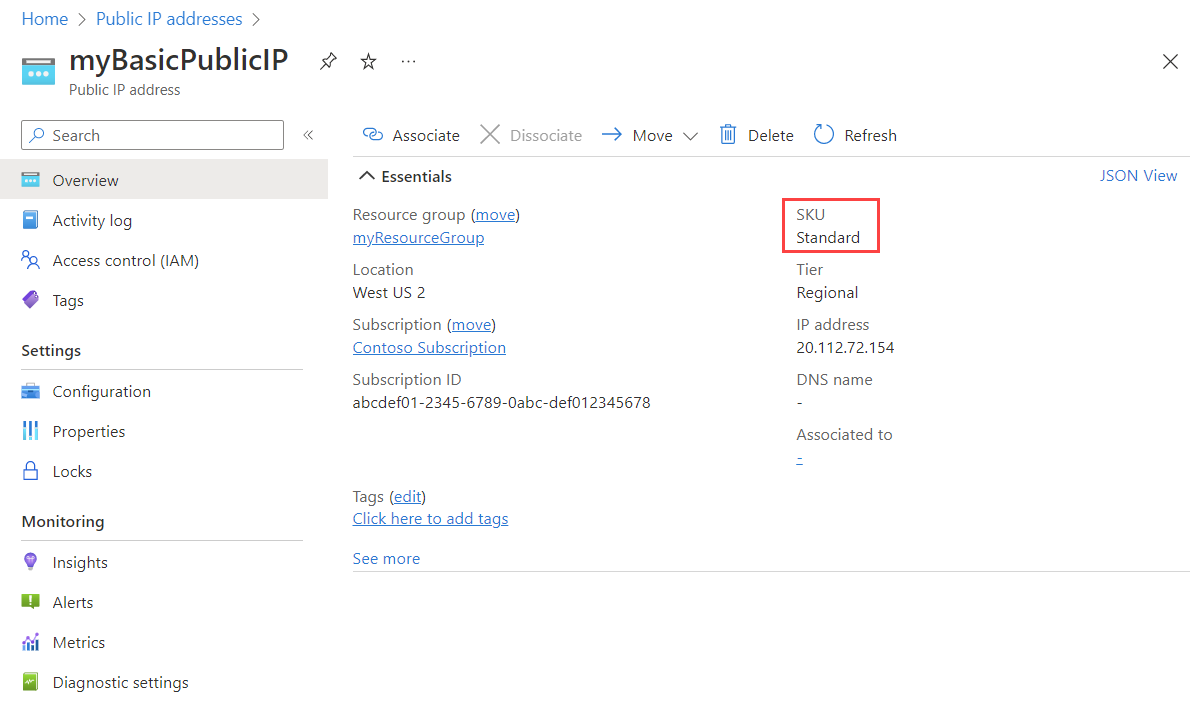 Home > Public IP addresses >
myBasicPublicIP
Public IP address
Search
«
Overview
Activity log
Access control (IAM)
Tags
Settings
Configuration
Properties
Locks
Monitoring
Insights
Alerts
Metrics
Diagnostic settings
Associate Dissociate Move Delete Refresh
Essentials
JSON View
Resource group (move)
myResourceGroup
Location
West US 2
Subscription (move)
Contoso Subscription
Subscription ID
abcdef01-2345-6789-0abc-def012345678
SKU
Standard
Tier
Regional
IP address
20.112.72.154
DNS name
-
Associated to
-
Tags (edit)
Click here to add tags
See more